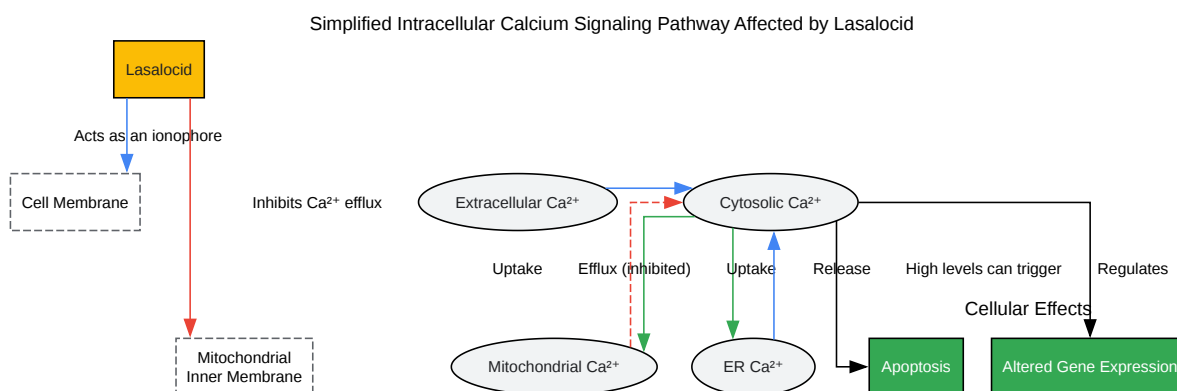 Simplified Intracellular Calcium Signaling Pathway Affected by Lasalocid
Lasalocid
Acts as an ionophore
Cell Membrane
Inhibits Ca²⁺ efflux
Extracellular Ca²⁺
Cytosolic Ca²⁺
Uptake
Efflux (inhibited)
Uptake
Release
High levels can trigger
Regulates
Cellular Effects
Mitochondrial
Inner Membrane
Mitochondrial Ca²⁺
ER Ca²⁺
Apoptosis
Altered Gene Expression